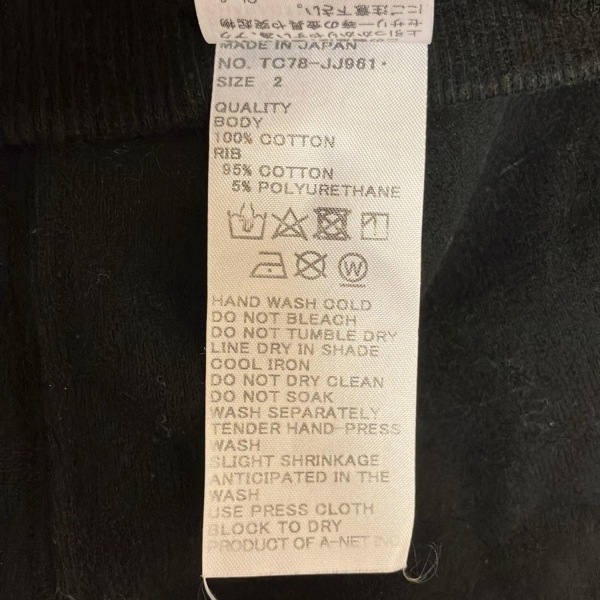 MADE IN JAPAN
NO. TC78-JJ961・
SIZE 2
QUALITY
BODY
100% COTTON
RIB
95% COTTON
5% POLYURETHANE
W
HAND WASH COLD
DO NOT BLEACH
DO NOT TUMBLE DRY
LINE DRY IN SHADE
COOL IRON
DO NOT DRY CLEAN
DO NOT SOAK
WASH SEPARATELY
TENDER HAND-PRESS
WASH
SLIGHT SHRINKAGE
ANTICIPATED IN THE
WASH
USE PRESS CLOTH
BLOCK TO DRY
PRODUCT OF A-NET INC